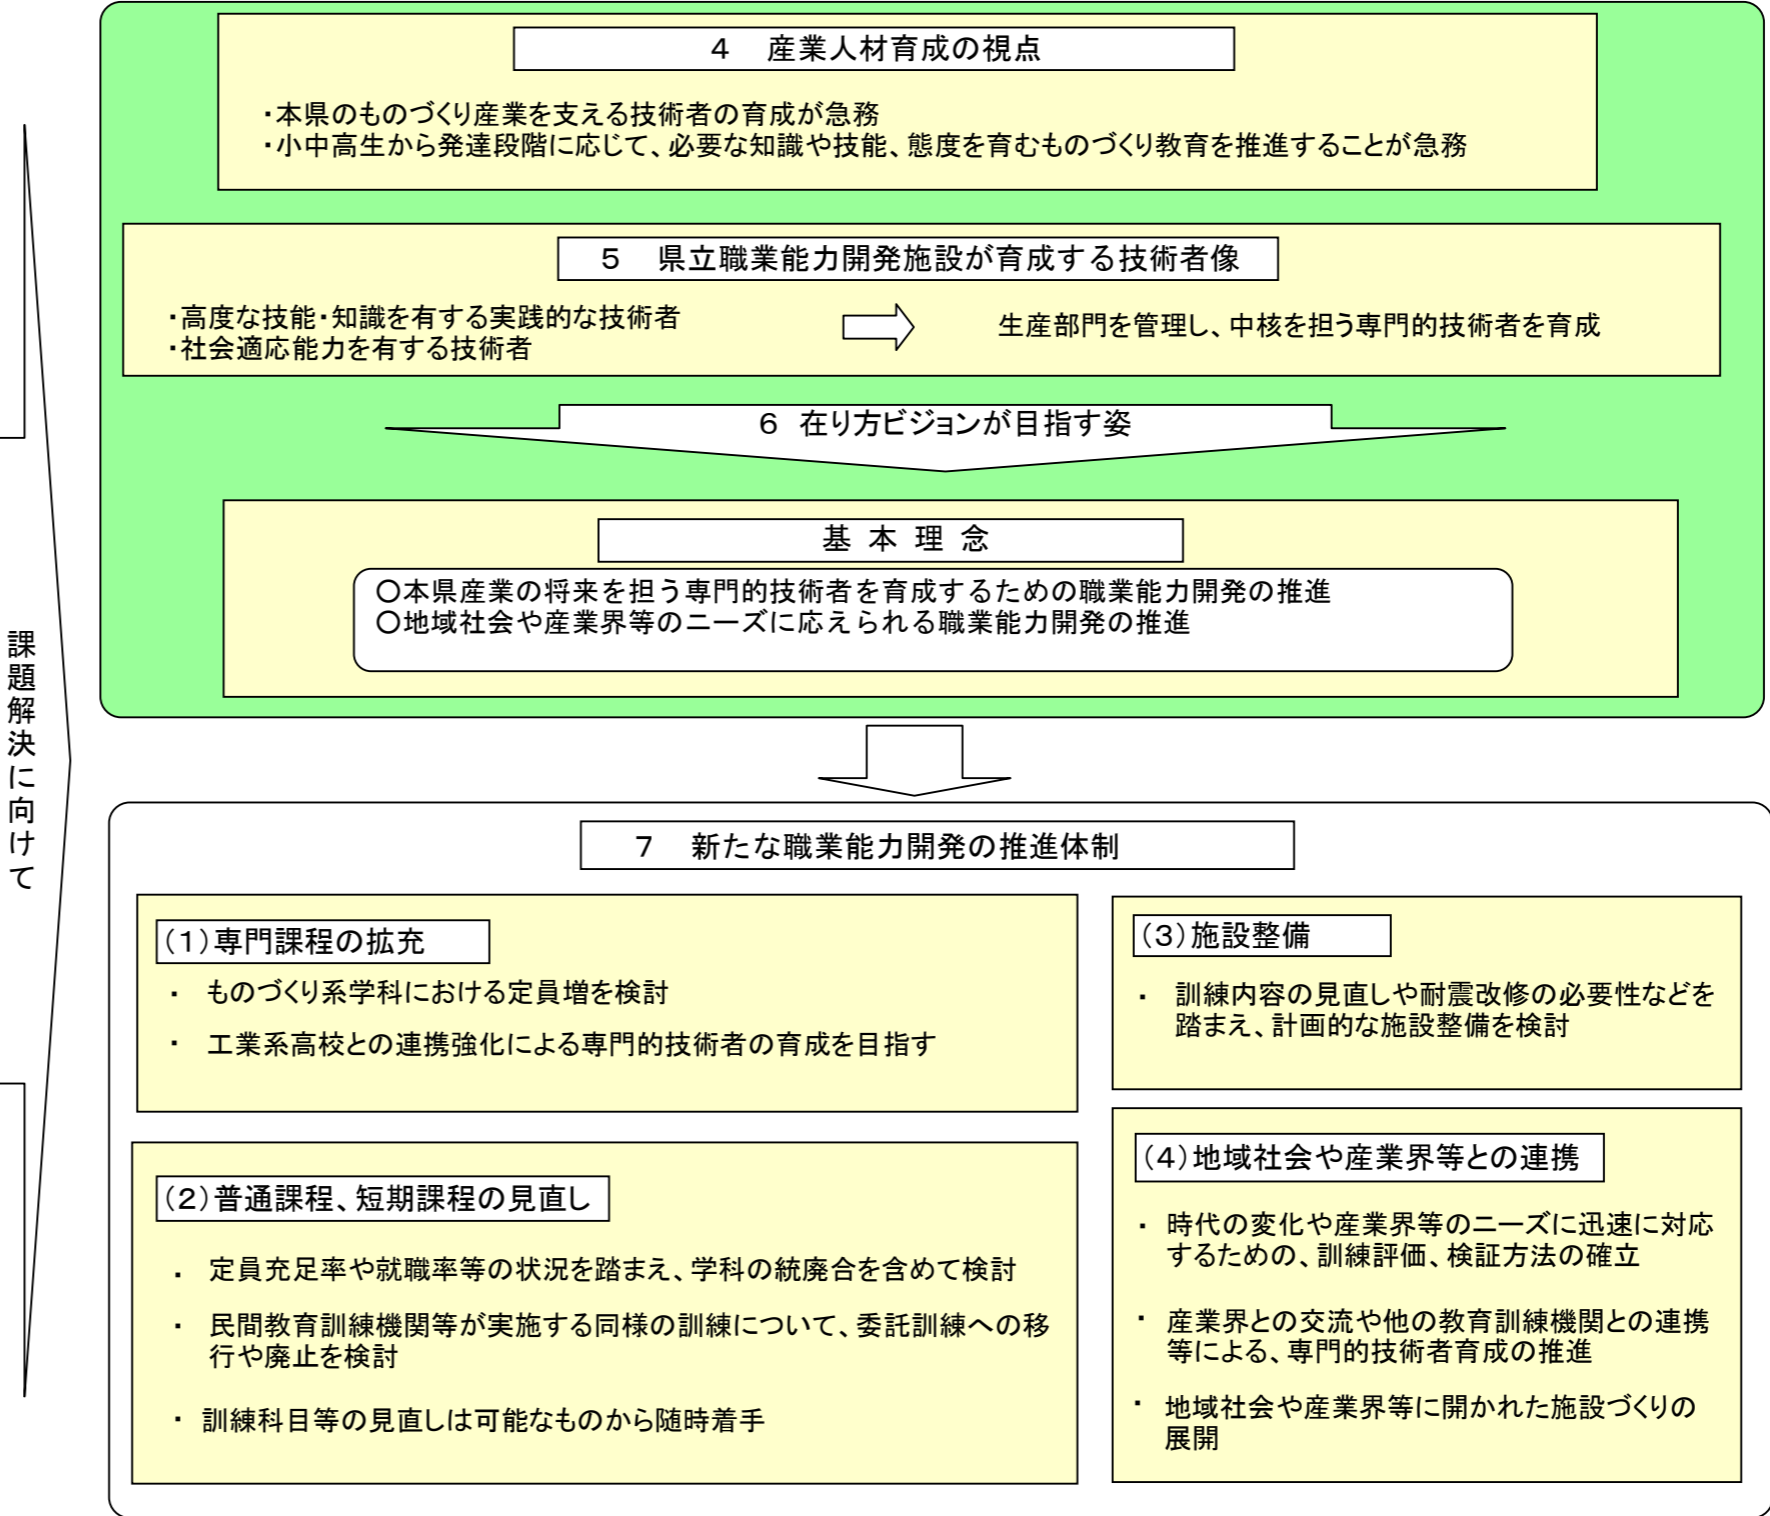 4　産業人材育成の視点
・本県のものづくり産業を支える技術者の育成が急務
・小中高生から発達段階に応じて、必要な知識や技能、態度を育むものづくり教育を推進することが急務
5　県立職業能力開発施設が育成する技術者像
・高度な技能・知識を有する実践的な技術者
・社会適応能力を有する技術者
生産部門を管理し、中核を担う専門的技術者を育成
6 在り方ビジョンが目指す姿
基 本 理 念
○本県産業の将来を担う専門的技術者を育成するための職業能力開発の推進
○地域社会や産業界等のニーズに応えられる職業能力開発の推進
課題解決に向けて
7　新たな職業能力開発の推進体制
(1)専門課程の拡充
・ ものづくり系学科における定員増を検討
・ 工業系高校との連携強化による専門的技術者の育成を目指す
(2)普通課程、短期課程の見直し
・ 定員充足率や就職率等の状況を踏まえ、学科の統廃合を含めて検討
・ 民間教育訓練機関等が実施する同様の訓練について、委託訓練への移
行や廃止を検討
・ 訓練科目等の見直しは可能なものから随時着手
(3)施設整備
・ 訓練内容の見直しや耐震改修の必要性などを
踏まえ、計画的な施設整備を検討
(4)地域社会や産業界等との連携
・ 時代の変化や産業界等のニーズに迅速に対応
するための、訓練評価、検証方法の確立
・ 産業界との交流や他の教育訓練機関との連携
等による、専門的技術者育成の推進
・ 地域社会や産業界等に開かれた施設づくりの
展開